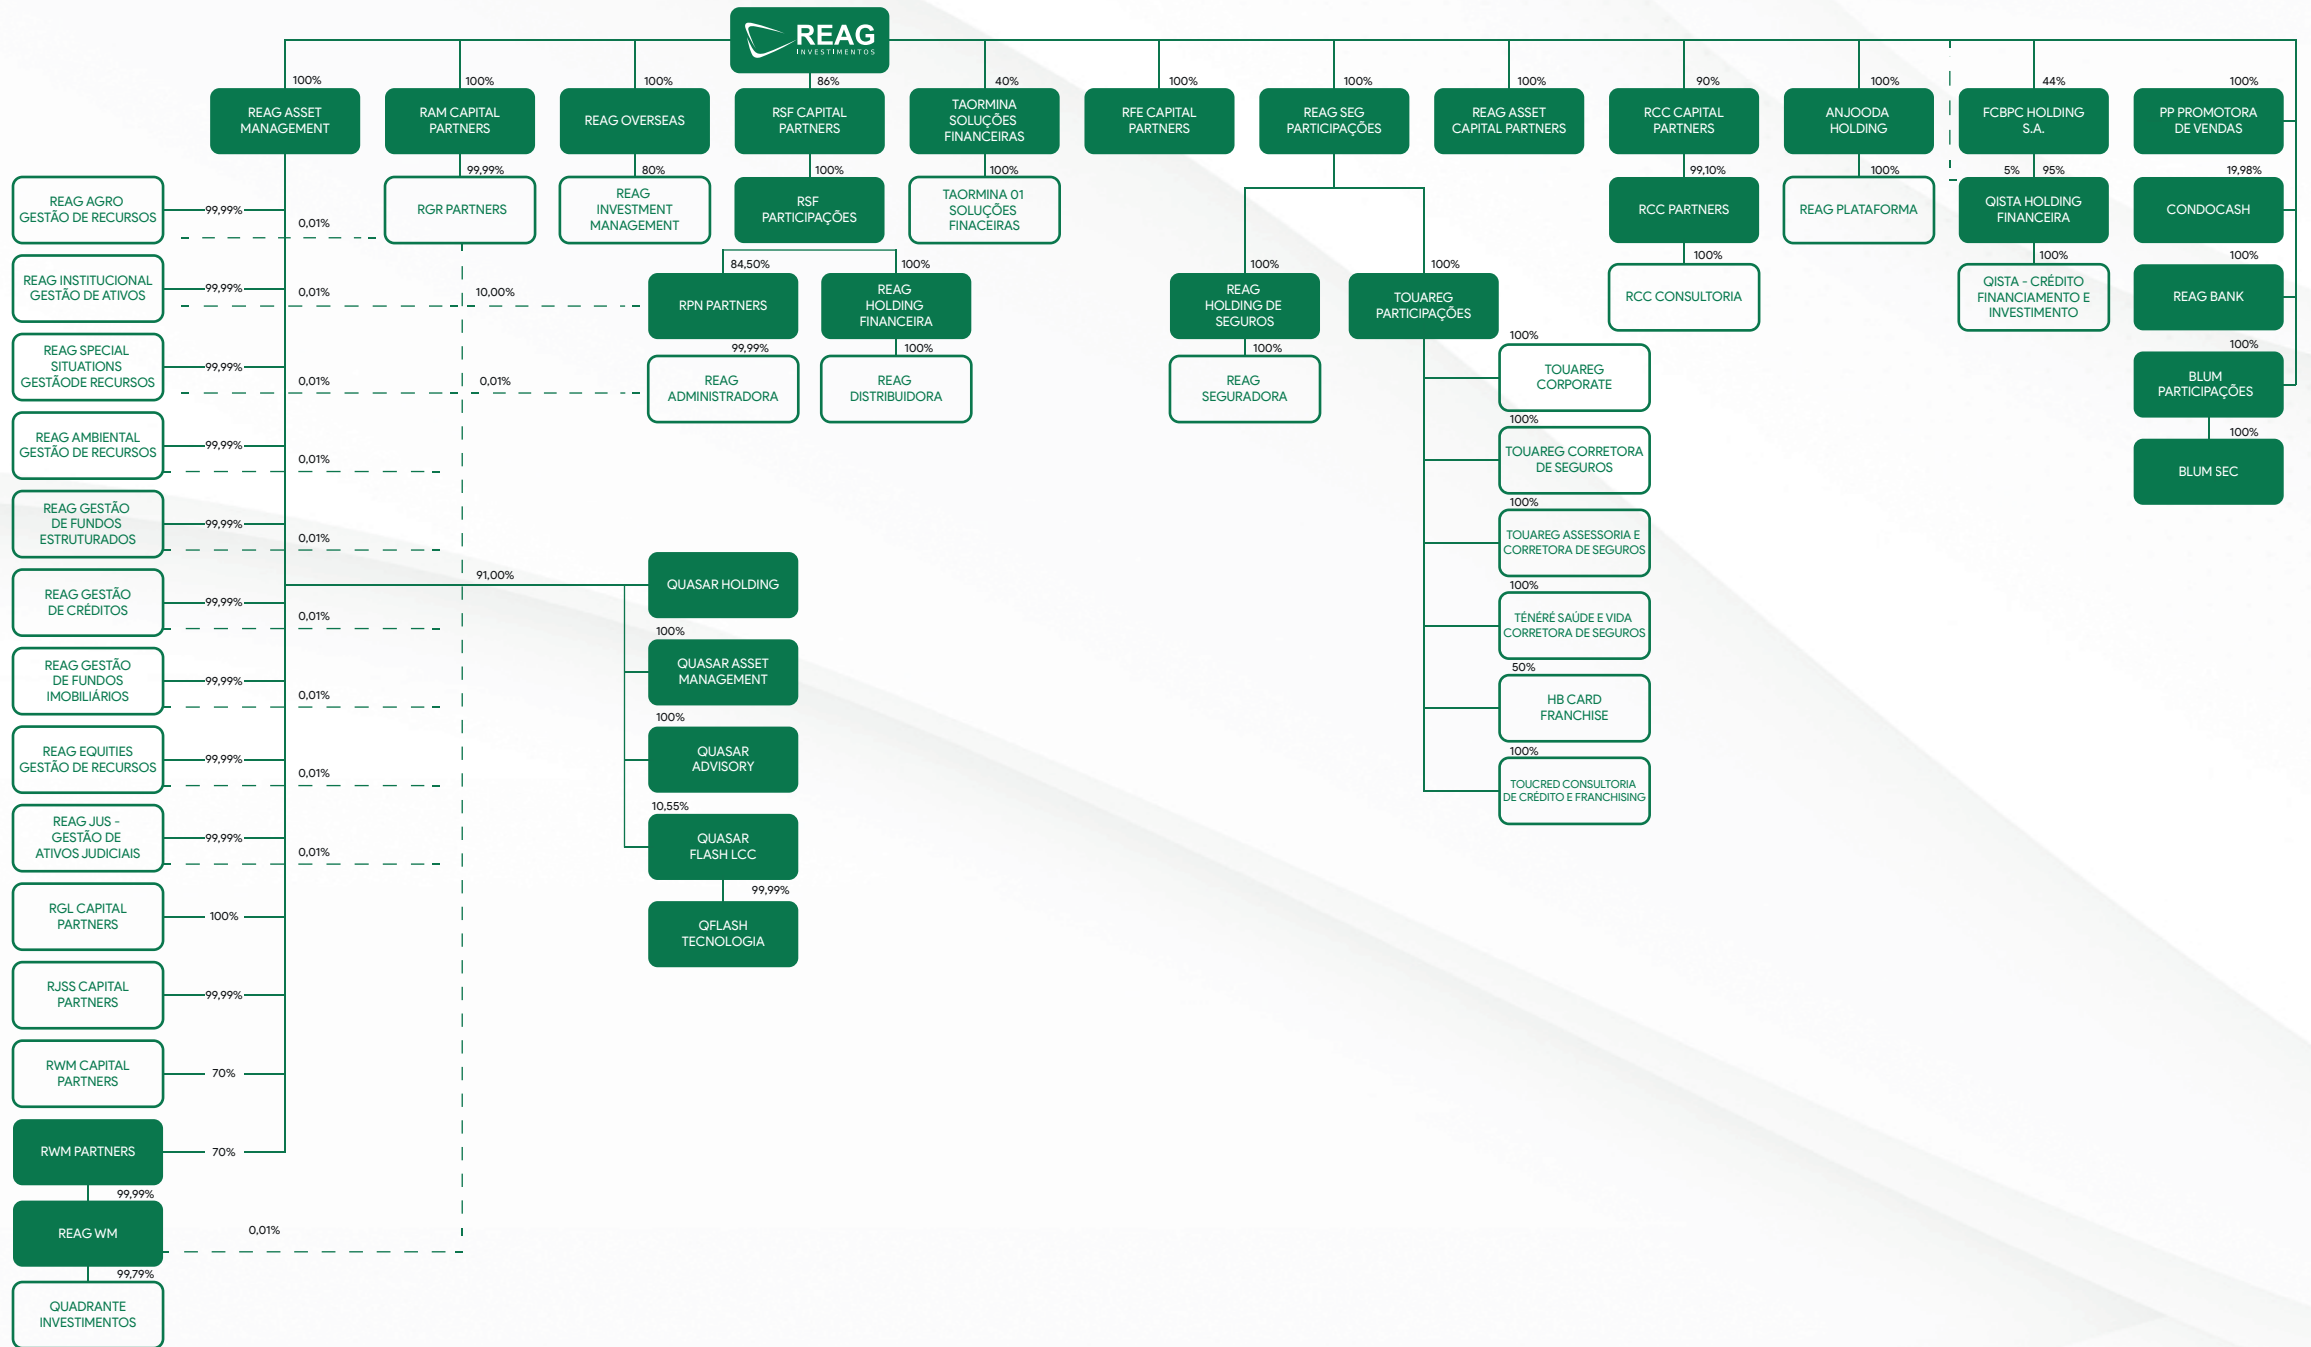 REAG
INVESTIMENTOS
100%
100%
100%
86%
40%
100%
100%
100%
90%
100%
44%
100%
REAG ASSET
MANAGEMENT
RAM CAPITAL
PARTNERS
REAG OVERSEAS
RSF CAPITAL
PARTNERS
TAORMINA
SOLUÇÕES
FINANCEIRAS
RFE CAPITAL
PARTNERS
REAG SEG
PARTICIPAÇÕES
REAG ASSET
CAPITAL PARTNERS
RCC CAPITAL
PARTNERS
ANJOODA
HOLDING
FCBPC HOLDING
S.A.
PP PROMOTORA
DE VENDAS
99,99%
80%
100%
100%
99,10%
100%
5%
95%
19,98%
RGR PARTNERS
REAG
INVESTMENT
MANAGEMENT
RSF
PARTICIPAÇÕES
TAORMINA 01
SOLUÇÕES
FINACEIRAS
RCC PARTNERS
REAG PLATAFORMA
QISTA HOLDING
FINANCEIRA
CONDOCASH
84,50%
100%
100%
100%
100%
100%
100%
RPN PARTNERS
REAG
HOLDING
FINANCEIRA
REAG
HOLDING DE
SEGUROS
TOUAREG
PARTICIPAÇÕES
RCC CONSULTORIA
QISTA - CRÉDITO
FINANCIAMENTO E
INVESTIMENTO
REAG BANK
99,99%
100%
100%
100%
REAG
ADMINISTRADORA
REAG
DISTRIBUIDORA
REAG
SEGURADORA
BLUM
PARTICIPAÇÕES
100%
BLUM SEC
100%
TOUAREG
CORPORATE
100%
TOUAREG CORRETORA
DE SEGUROS
100%
TOUAREG ASSESSORIA E
CORRETORA DE SEGUROS
100%
TÉNÉRÉ SAÚDE E VIDA
CORRETORA DE SEGUROS
50%
HB CARD
FRANCHISE
100%
TOUCRED CONSULTORIA
DE CRÉDITO E FRANCHISING
REAG AGRO
GESTÃO DE RECURSOS
99,99%
0,01%
REAG INSTITUCIONAL
GESTÃO DE ATIVOS
99,99%
0,01%
10,00%
REAG SPECIAL
SITUATIONS
GESTÃODE RECURSOS
99,99%
0,01%
0,01%
REAG AMBIENTAL
GESTÃO DE RECURSOS
99,99%
0,01%
REAG GESTÃO
DE FUNDOS
ESTRUTURADOS
99,99%
0,01%
REAG GESTÃO
DE CRÉDITOS
99,99%
0,01%
REAG GESTÃO
DE FUNDOS
IMOBILIÁRIOS
99,99%
0,01%
REAG EQUITIES
GESTÃO DE RECURSOS
99,99%
0,01%
REAG JUS -
GESTÃO DE
ATIVOS JUDICIAIS
99,99%
0,01%
RGL CAPITAL
PARTNERS
100%
RJSS CAPITAL
PARTNERS
99,99%
RWM CAPITAL
PARTNERS
70%
RWM PARTNERS
70%
99,99%
REAG WM
0,01%
99,79%
QUADRANTE
INVESTIMENTOS
91,00%
QUASAR HOLDING
100%
QUASAR ASSET
MANAGEMENT
100%
QUASAR
ADVISORY
10,55%
QUASAR
FLASH LCC
99,99%
QFLASH
TECNOLOGIA